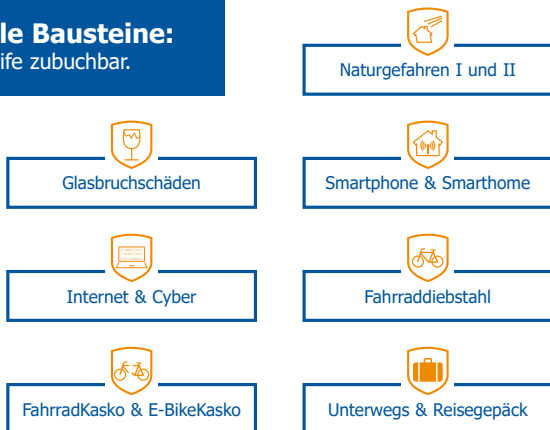 le Bausteine:
ife zubuchbar.
Naturgefahren I und II
Glasbruchschäden
Smartphone & Smarthome
Internet & Cyber
Fahrraddiebstahl
FahrradKasko & E-BikeKasko
Unterwegs & Reisegepäck